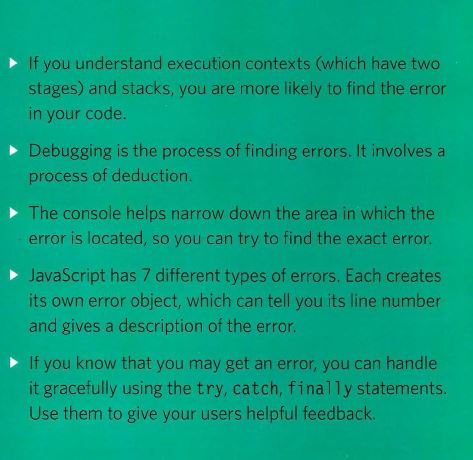 If you understand execution contexts (which have two
stages) and stacks, you are more likely to find the error
in your code.
Debugging is the process of finding errors. It involves a
process of deduction.
The console helps narrow down the area in which the
error is located, so you can try to find the exact error.
JavaScript has 7 different types of errors. Each creates
its own error object, which can tell you its line number
and gives a description of the error.
If you know that you may get an error, you can handle
it gracefully using the try, catch, finally statements.
Use them to give your users helpful feedback.